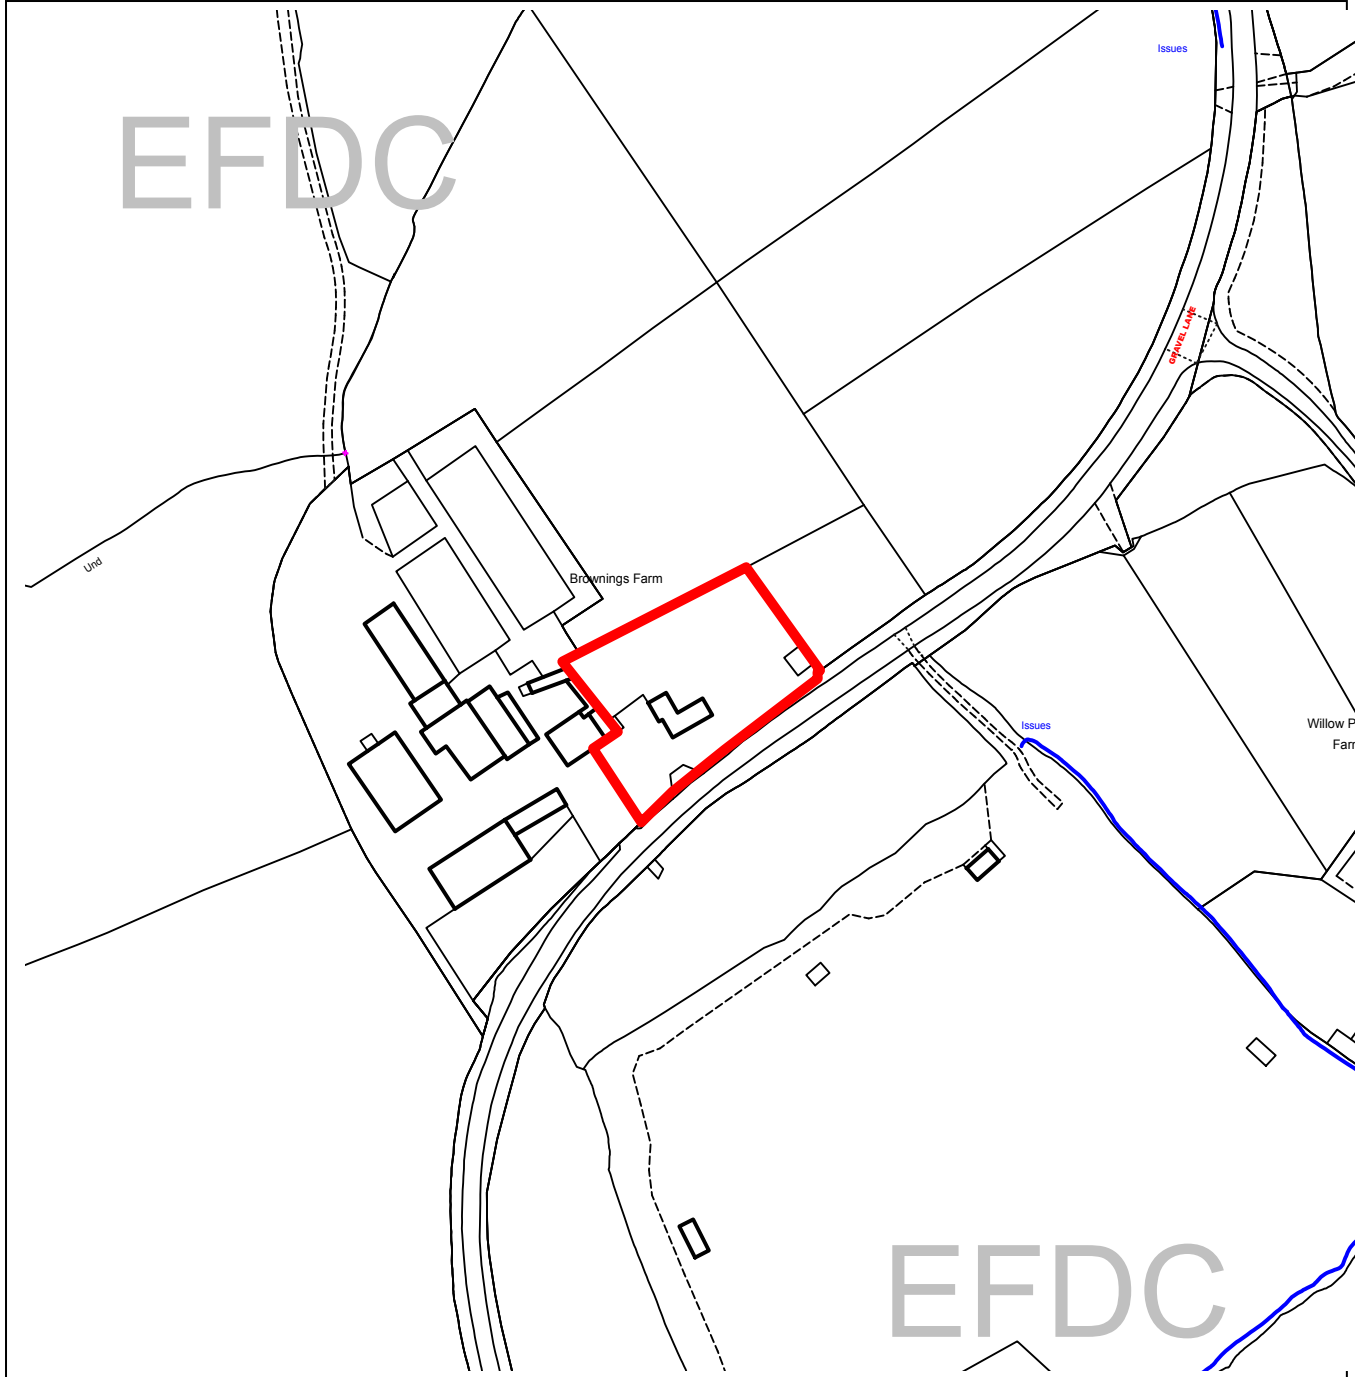 Issues
EFDC
GRAVEL LANE
Und
Brownings Farm
Issues
Willow P
Farr
EFDC